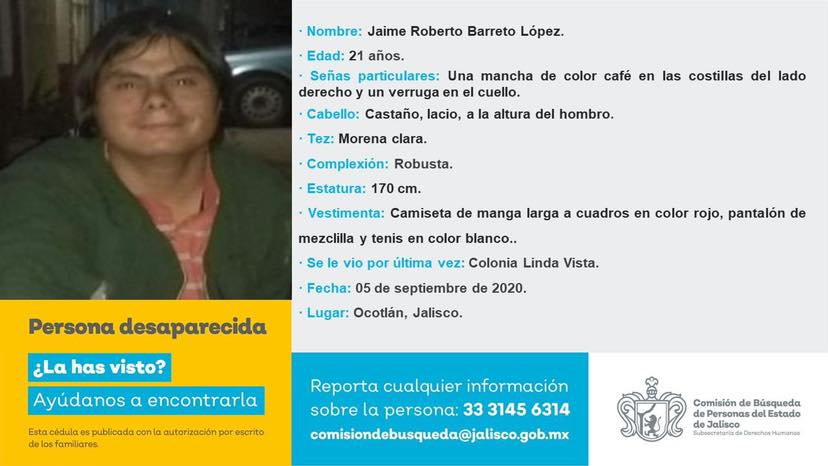 · Nombre: Jaime Roberto Barreto López.
· Edad: 21 años.
· Señas particulares: Una mancha de color café en las costillas del lado
derecho y un verruga en el cuello.
· Cabello: Castaño, lacio, a la altura del hombro.
· Tez: Morena clara.
· Complexión: Robusta.
· Estatura: 170 cm.
· Vestimenta: Camiseta de manga larga a cuadros en color rojo, pantalón de
mezclilla y tenis en color blanco..
· Se le vio por última vez: Colonia Linda Vista.
· Fecha: 05 de septiembre de 2020.
· Lugar: Ocotlán, Jalisco.
Persona desaparecida
¿La has visto?
Ayúdanos a encontrarla
Esta cédula es publicada con la autorización por escrito
de los familiares.
Reporta cualquier información
sobre la persona: 33 3145 6314
comisiondebusqueda@jalisco.gob.mx
Comisión de Búsqueda
de Personas del Estado
de Jalisco
Subsecretaría de Derechos Humanos